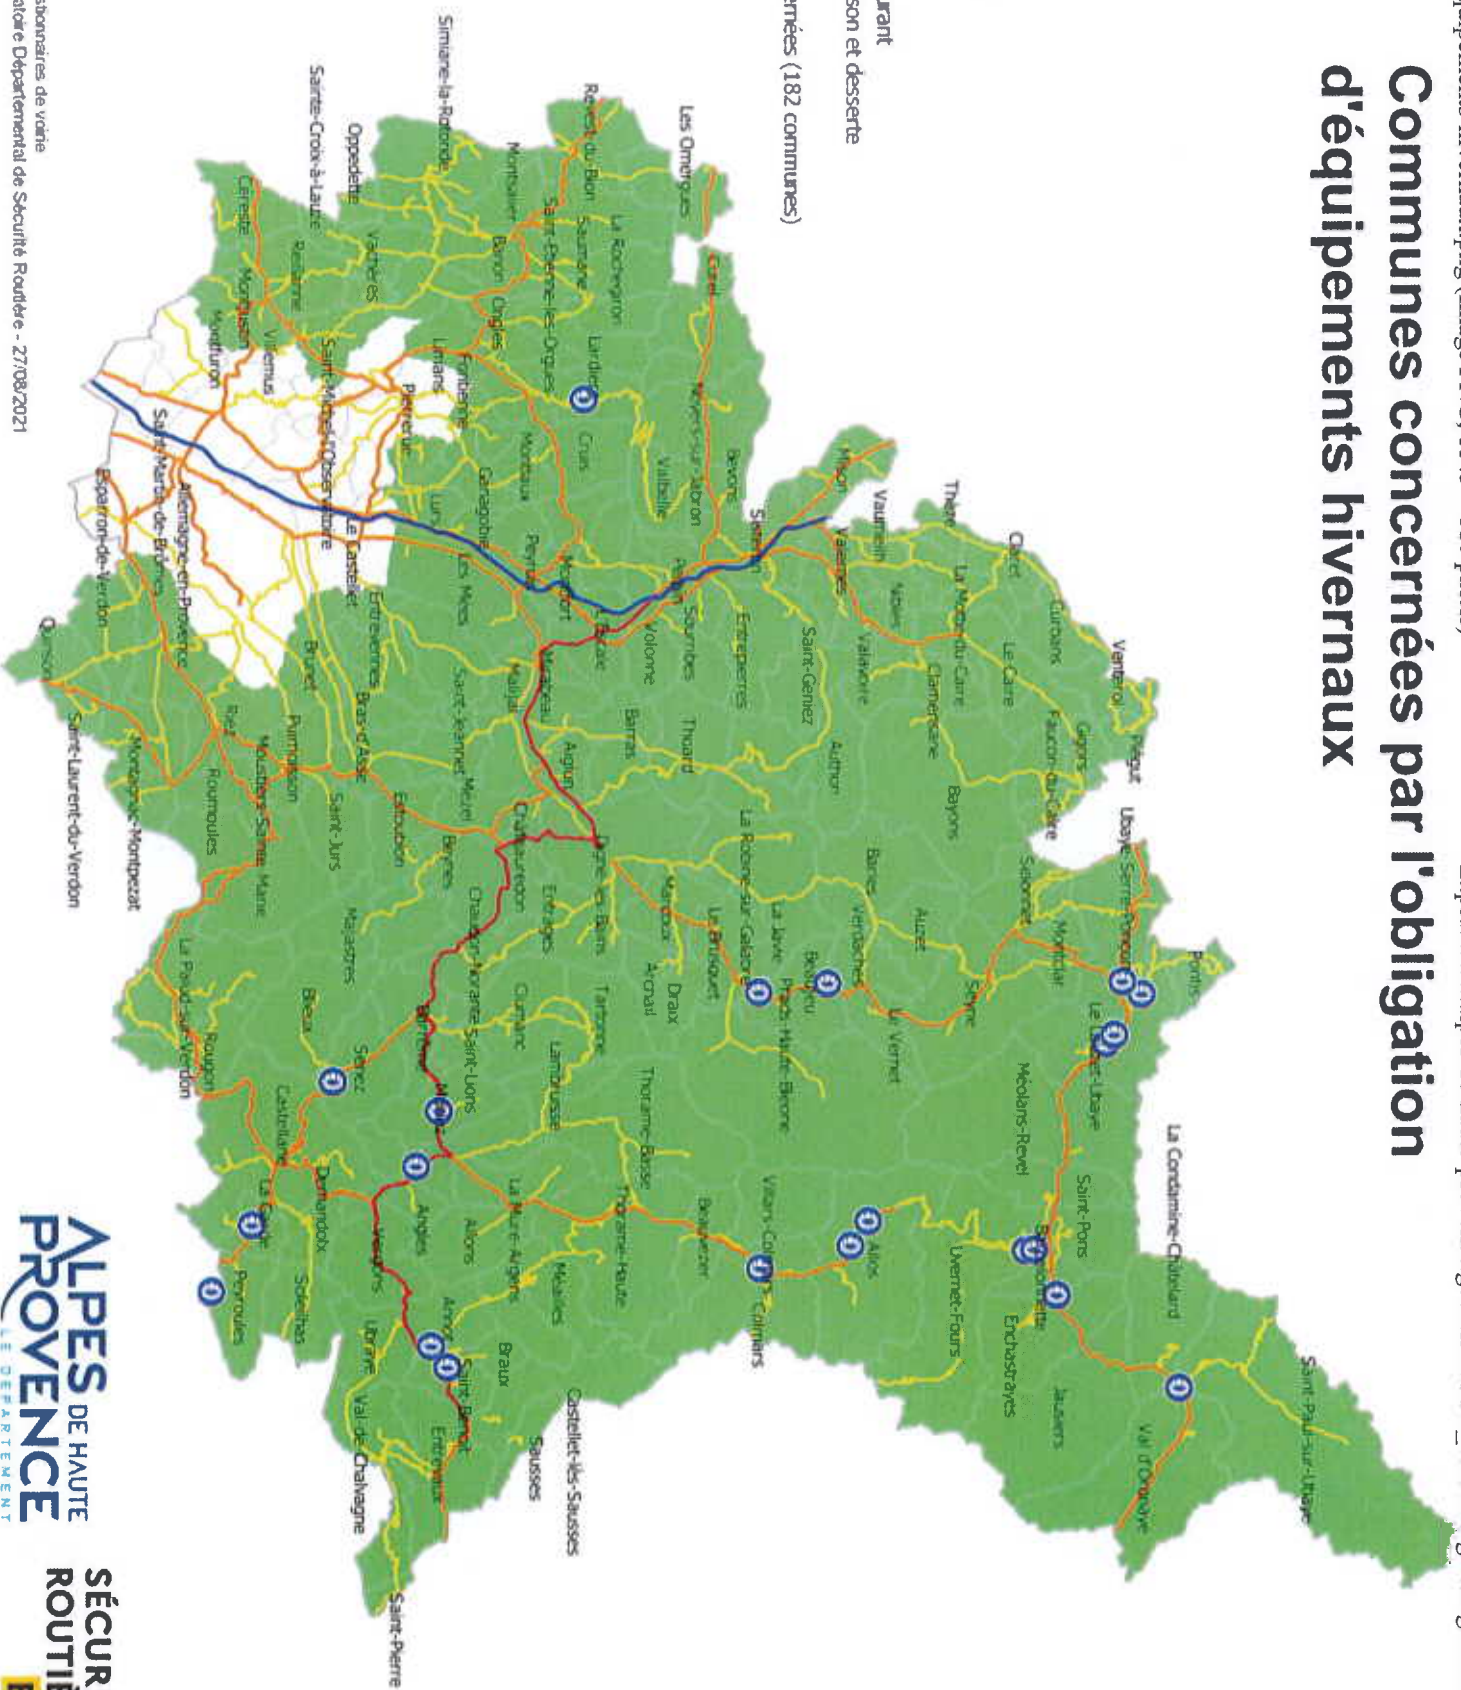 Communes concernées par l'obligation
d'équipements hivernaux
son et desserte
(182 communes)
Saint-Paul-sur-Ubaye
La Condamine-Châtelard
Val d'Oronaye
Saint-Pons
Jausiers
Enchastrayes
Uvernet-Fours
Méolans-Revel
Pontis
Ubaye-Serre-Ponçon
Montclar
Selonnet
Seyne
Auzet
Le Vernet
Verdaches
Barles
Beaujeu
La Javie
Prads-Haute-Bléone
La Robine-sur-Galabre
Le Brusquet
Marcoux
Draix
Archail
Digne-les-Bains
Entrages
Tartonne
Clumanc
Lambruisse
Thorame-Basse
Thorame-Haute
Beauvezer
Villars-Colmars
Colmars
Allos
Piégut
Venterol
Gigors
Faucon-du-Caire
Curbans
Le Caire
Claret
Thèze
La Motte-du-Caire
Clamensane
Bayons
Vaumeilh
Nibles
Valavoire
Valernes
Mison
Authon
Saint-Geniez
Entrepierres
Sisteron
Bevons
Noyers-sur-Jabron
Valbelle
Peipin
Sourribes
Volonne
Thoard
Barras
Aiglun
Mirabeau
Malijai
L'Escale
Montfort
Peyruis
Les Omergues
Curel
Revest-du-Bion
La Rochegiron
Saumane
Saint-Etienne-les-Orgues
Lardiers
Cruis
Montlaux
Montsalier
Banon
Ongles
Simiane-la-Rotonde
Oppedette
Sainte-Croix-à-Lauze
Vachères
Reillanne
Céreste
Montjustin
Montfuron
Villemus
Saint-Michel-l'Observatoire
Limans
Fontienne
Pierrerue
Ganagobie
Lurs
Les Mées
Le Castellet
Entrevennes
Allemagne-en-Provence
Saint-Martin-de-Brômes
Esparron-de-Verdon
Quinson
Brunet
Saint-Jeannet
Bras-d'Asse
Puimoisson
Riez
Roumoules
Moustiers-Sainte-Marie
Montagnac-Montpezat
Saint-Laurent-du-Verdon
Saint-Jurs
Estoublon
Mézel
Beynes
Châteauredon
Chaudon-Norante
Saint-Lions
Majastres
Blieux
Senez
La Palud-sur-Verdon
Rougon
Castellane
Demandolx
La Garde
Peyroules
Soleilhas
Vergons
Angles
Allons
La Mure-Argens
Méailles
Annot
Braux
Ubraye
Saint-Benoit
Entrevaux
Val-de-Chalvagne
Sausses
Castellet-lès-Sausses
Saint-Pierre
stionnaires de voirie
atoire Départemental de Sécurité Routière - 27/08/2021
ALPES DE HAUTE
PROVENCE
LE DEPARTEMENT
SÉCUR
ROUTIÈ